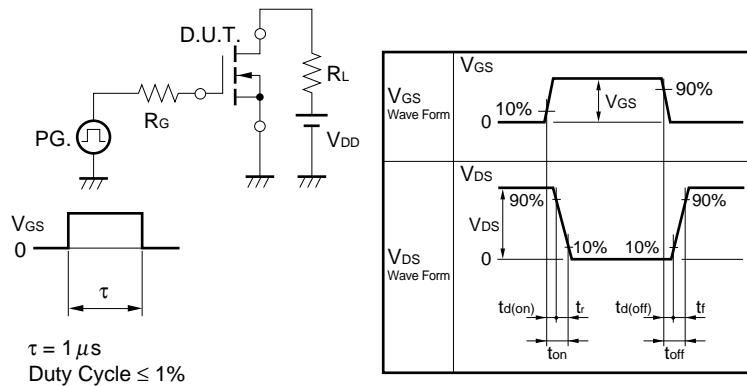 D.U.T.
RL
RG
PG.
VDD
VGS
0
τ
τ = 1 μs
Duty Cycle ≤ 1%
VGS
Wave Form
VGS
10%
VGS
90%
0
VDS
Wave Form
VDS
90%
VDS
10%
10%
90%
0
td(on)
tr
td(off)
tf
ton
toff